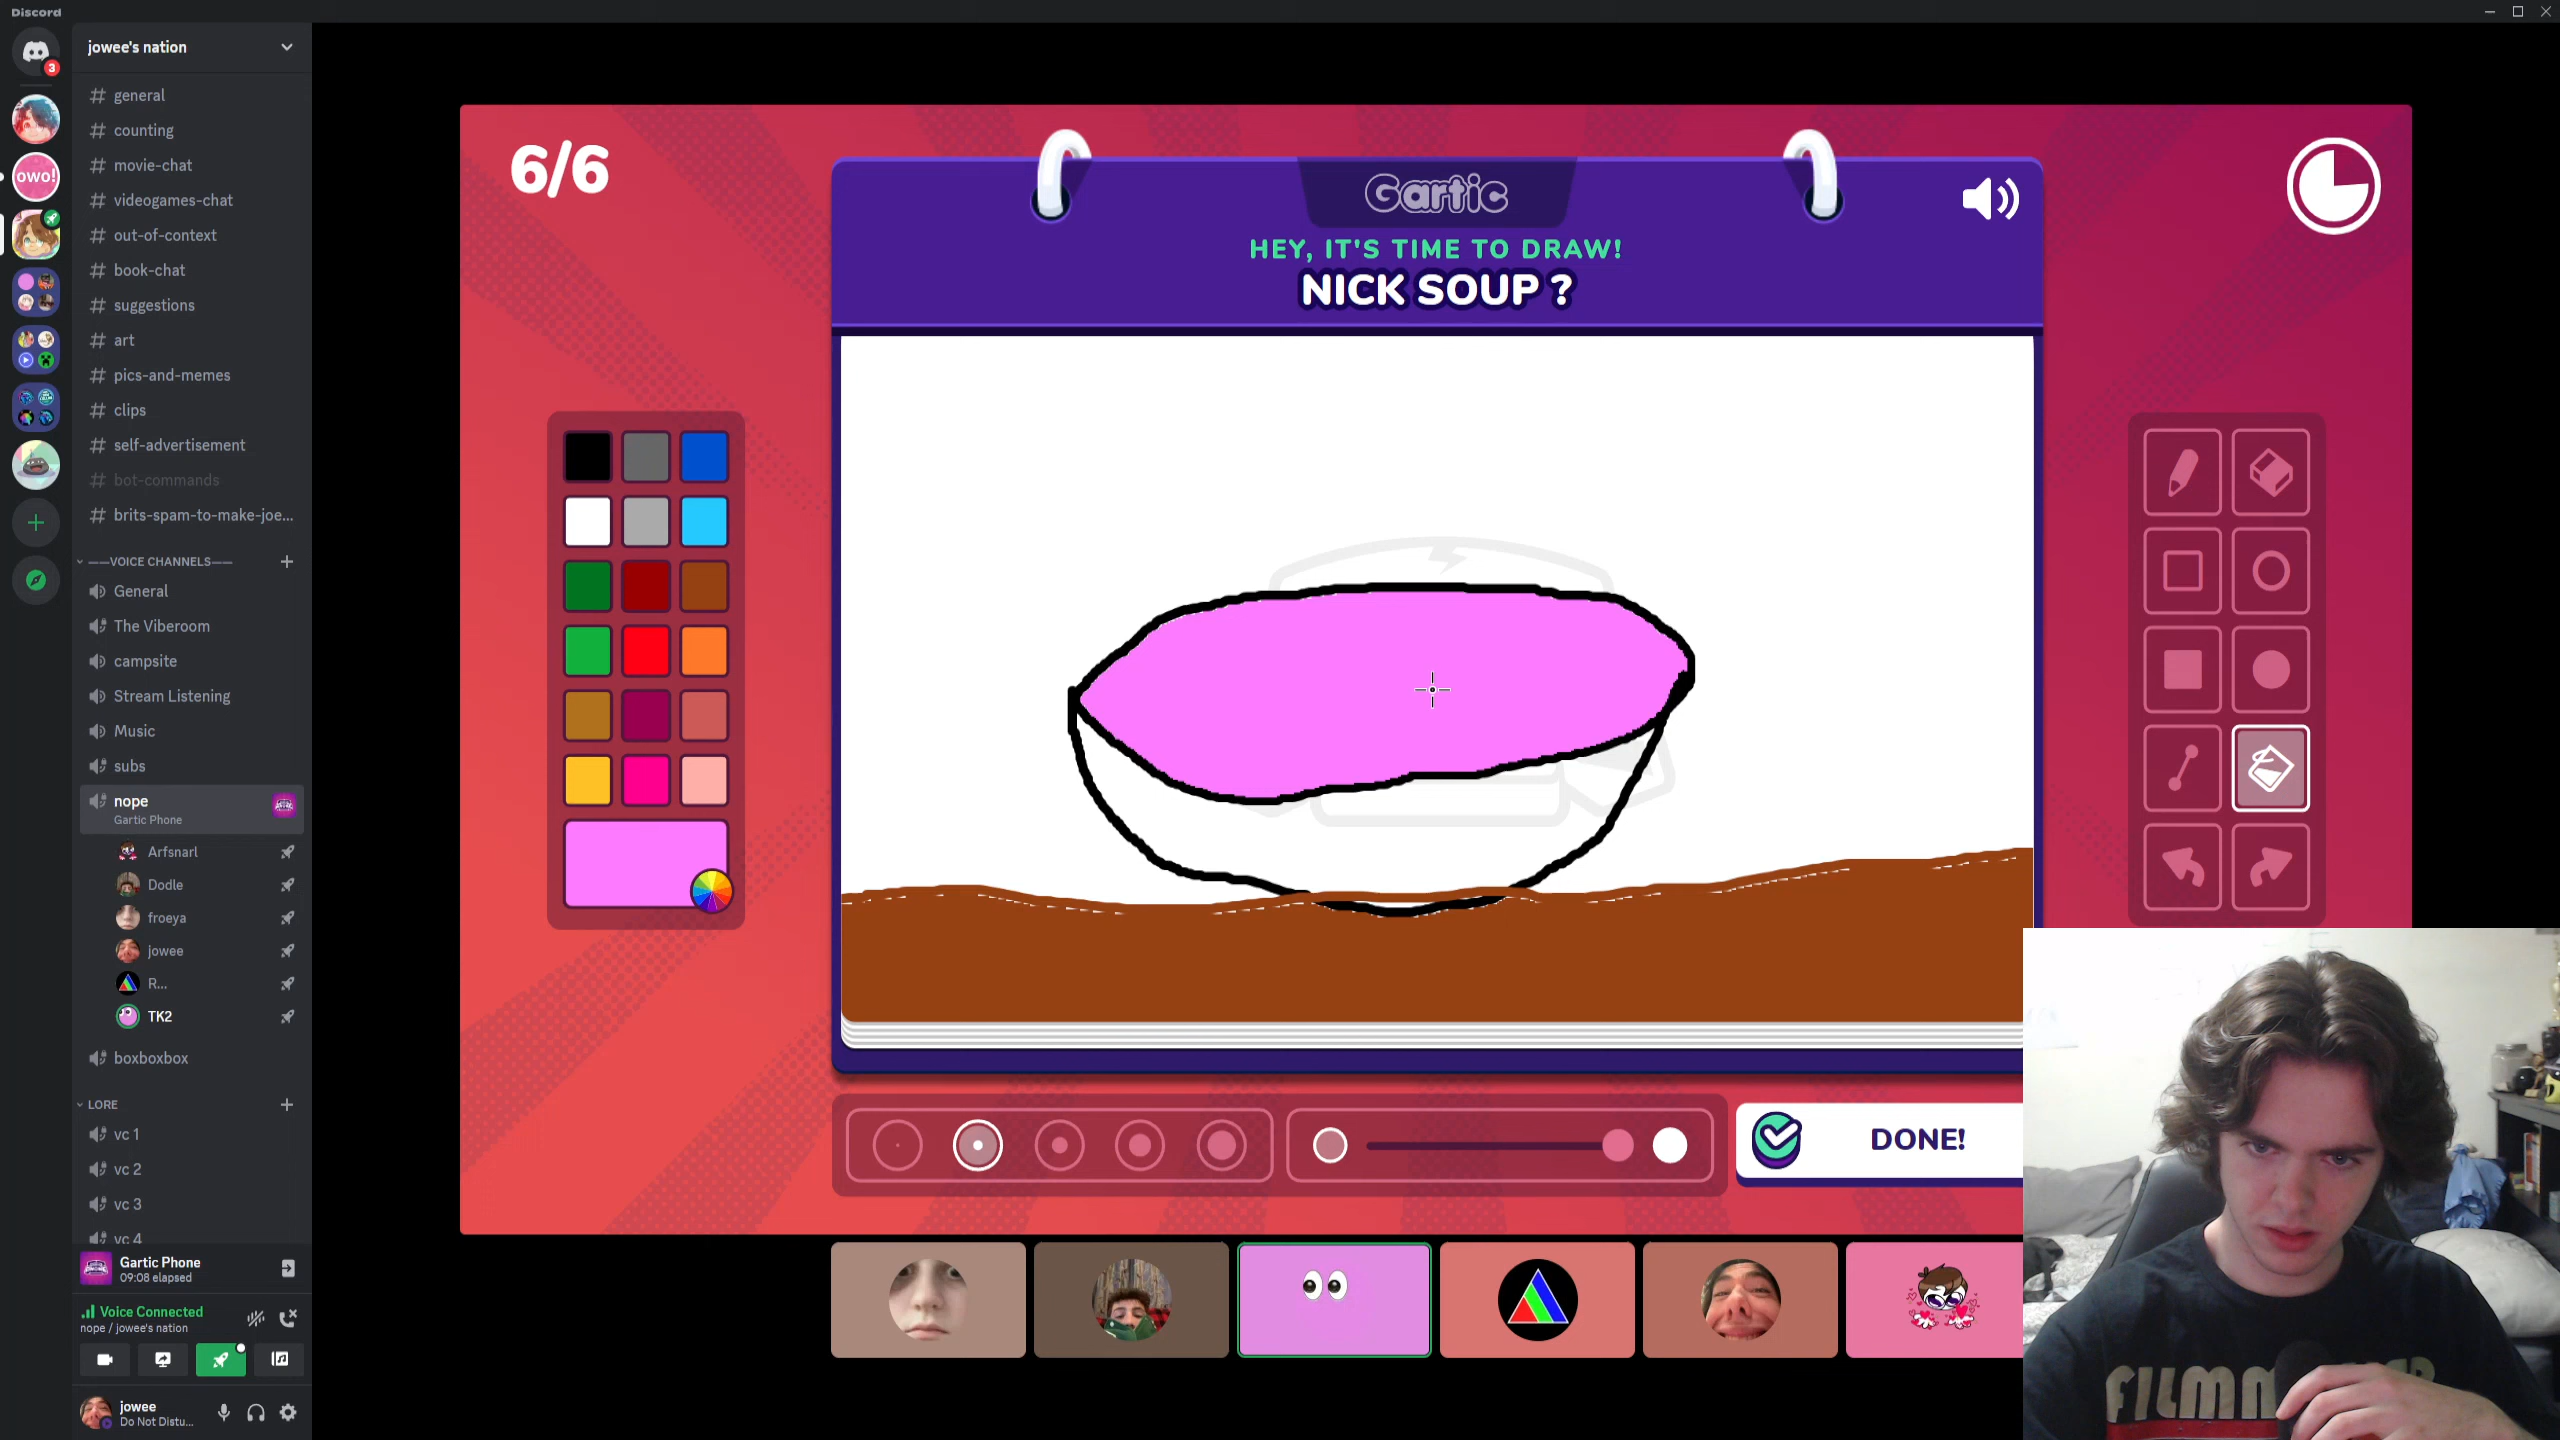 Discord
jowee's nation
3
general
counting
movie-chat
owo!
videogames-chat
out-of-context
book-chat
suggestions
art
pics-and-memes
clips
self-advertisement
bot-commands
brits-spam-to-make-joe...
——VOICE CHANNELS——
General
The Viberoom
campsite
Stream Listening
Music
subs
nope
Gartic Phone
Arfsnarl
Dodle
froeya
jowee
R...
TK2
boxboxbox
LORE
vc 1
vc 2
vc 3
vc 4
Gartic Phone
09:08 elapsed
Voice Connected
nope / jowee's nation
jowee
Do Not Distu...
6/6
Gartic
HEY, IT'S TIME TO DRAW!
NICK SOUP ?
DONE!